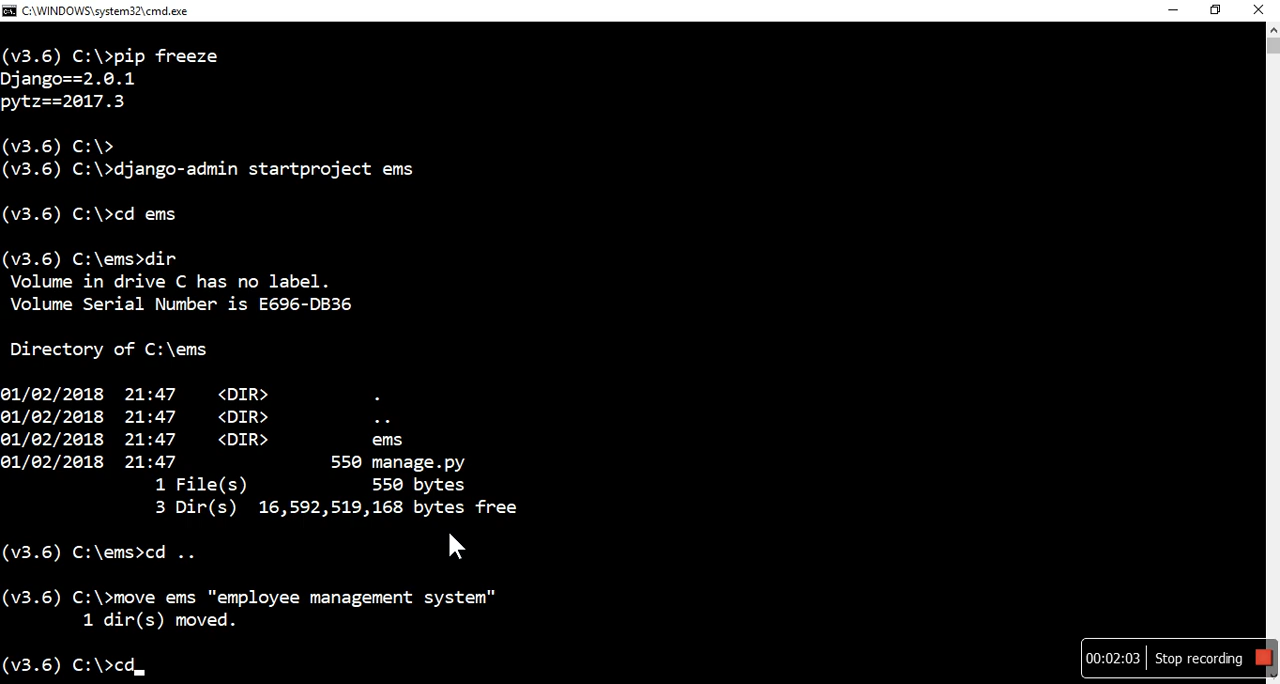 C:\WINDOWS\system32\cmd.exe
(v3.6) C:\>pip freeze
Django==2.0.1
pytz==2017.3
(v3.6) C:\>
(v3.6) C:\>django-admin startproject ems
(v3.6) C:\>cd ems
(v3.6) C:\ems>dir
Volume in drive C has no label.
Volume Serial Number is E696-DB36
Directory of C:\ems
01/02/2018 21:47 <DIR> .
01/02/2018 21:47 <DIR> ..
01/02/2018 21:47 <DIR> ems
01/02/2018 21:47 550 manage.py
1 File(s) 550 bytes
3 Dir(s) 16,592,519,168 bytes free
(v3.6) C:\ems>cd ..
(v3.6) C:\>move ems "employee management system"
1 dir(s) moved.
(v3.6) C:\>cd_
00:02:03 Stop recording